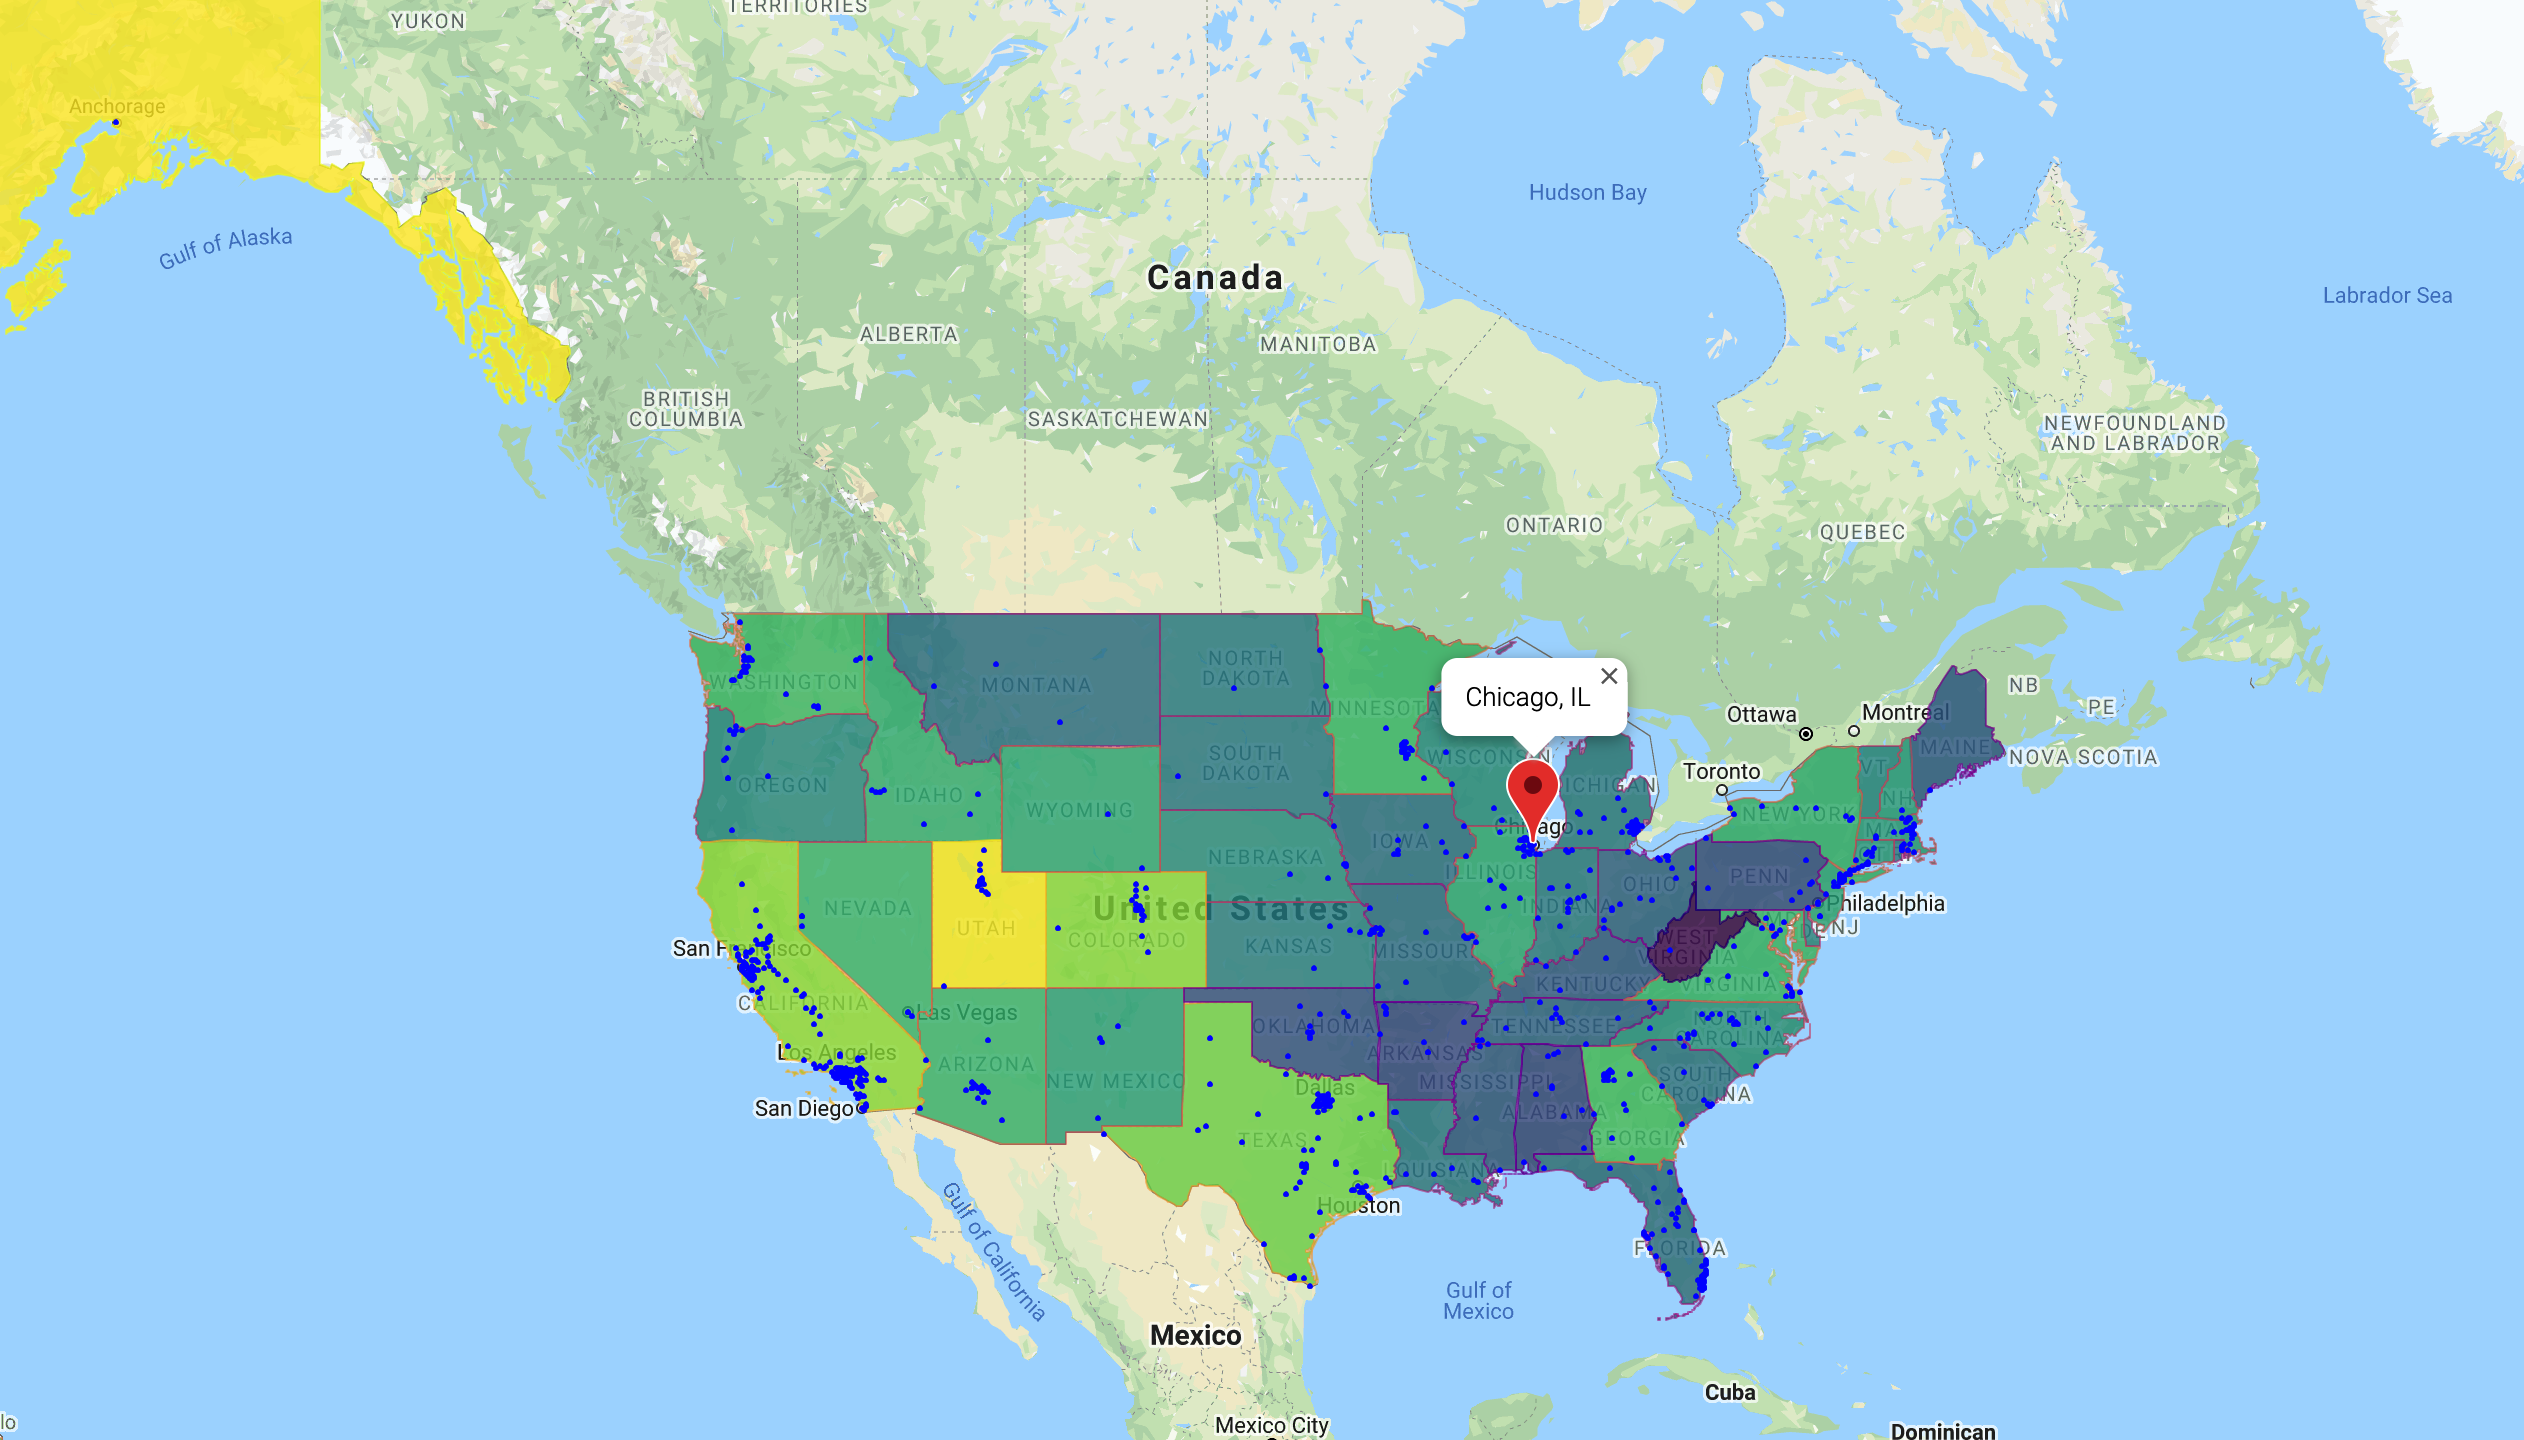 YUKON
TERRITORIES
Anchorage
Gulf of Alaska
Hudson Bay
Canada
Labrador Sea
ALBERTA
MANITOBA
BRITISH
COLUMBIA
SASKATCHEWAN
NEWFOUNDLAND
AND LABRADOR
ONTARIO
QUEBEC
NORTH
DAKOTA
WASHINGTON
MONTANA
NB
Chicago, IL
PE
MINNESOTA
Ottawa
Montreal
MAINE
NOVA SCOTIA
SOUTH
DAKOTA
WISCONSIN
VT
Toronto
OREGON
IDAHO
MICHIGAN
NH
WYOMING
NEW YORK
Chicago
MA
IOWA
CT
NEBRASKA
ILLINOIS
OHIO
PENN
NEVADA
United States
INDIANA
Philadelphia
MD
UTAH
COLORADO
DE
NJ
San Francisco
KANSAS
MISSOURI
WEST
VIRGINIA
KENTUCKY
VIRGINIA
CALIFORNIA
Las Vegas
OKLAHOMA
TENNESSEE
NORTH
CAROLINA
Los Angeles
ARIZONA
ARKANSAS
NEW MEXICO
Dallas
MISSISSIPPI
SOUTH
CAROLINA
San Diego
ALABAMA
TEXAS
GEORGIA
LOUISIANA
Houston
Gulf of California
FLORIDA
Gulf of
Mexico
Mexico
Cuba
Mexico City
lo
Dominican